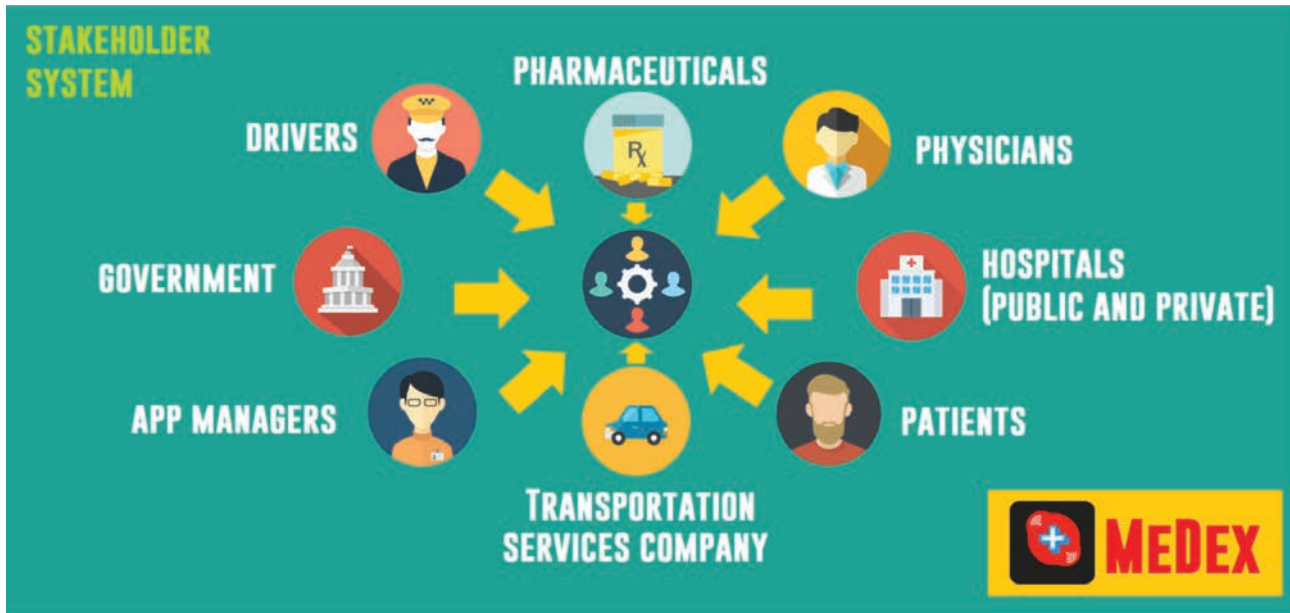 STAKEHOLDER
SYSTEM
PHARMACEUTICALS
DRIVERS
Rx
PHYSICIANS
GOVERNMENT
HOSPITALS
(PUBLIC AND PRIVATE)
APP MANAGERS
PATIENTS
TRANSPORTATION
SERVICES COMPANY
MEDEX